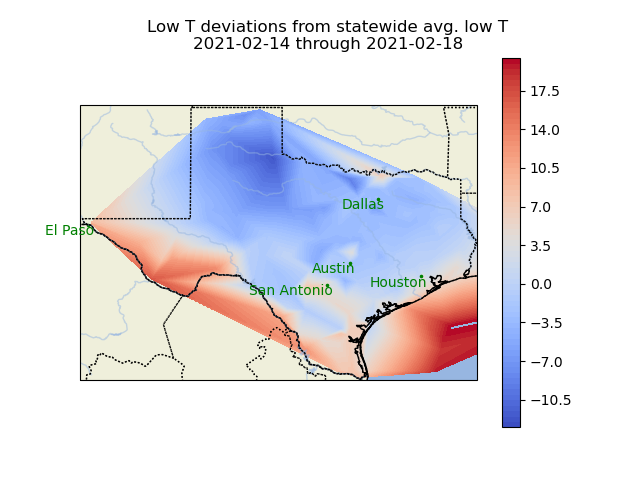 Low T deviations from statewide avg. low T
2021-02-14 through 2021-02-18
17.5
14.0
10.5
7.0
3.5
0.0
−3.5
−7.0
−10.5
Dallas
El Paso
Austin
Houston
San Antonio